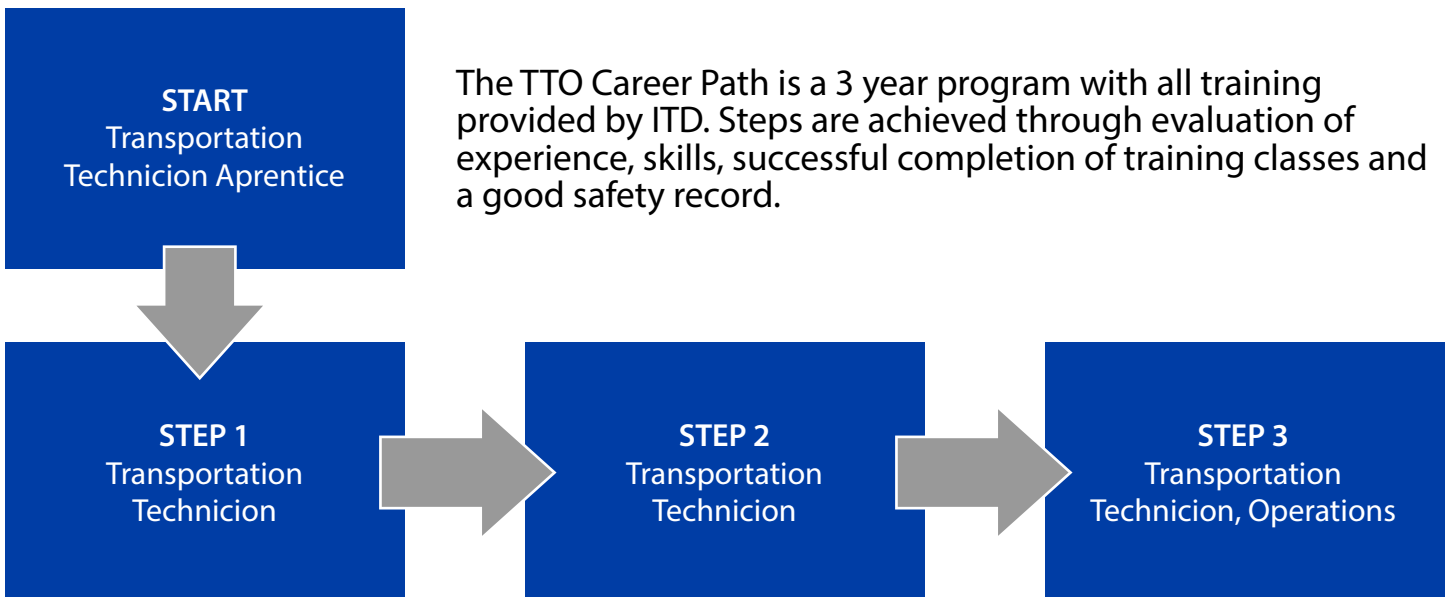 START
Transportation
Technicion Aprentice
The TTO Career Path is a 3 year program with all training
provided by ITD. Steps are achieved through evaluation of
experience, skills, successful completion of training classes and
a good safety record.
STEP 1
Transportation
Technicion
STEP 2
Transportation
Technicion
STEP 3
Transportation
Technicion, Operations